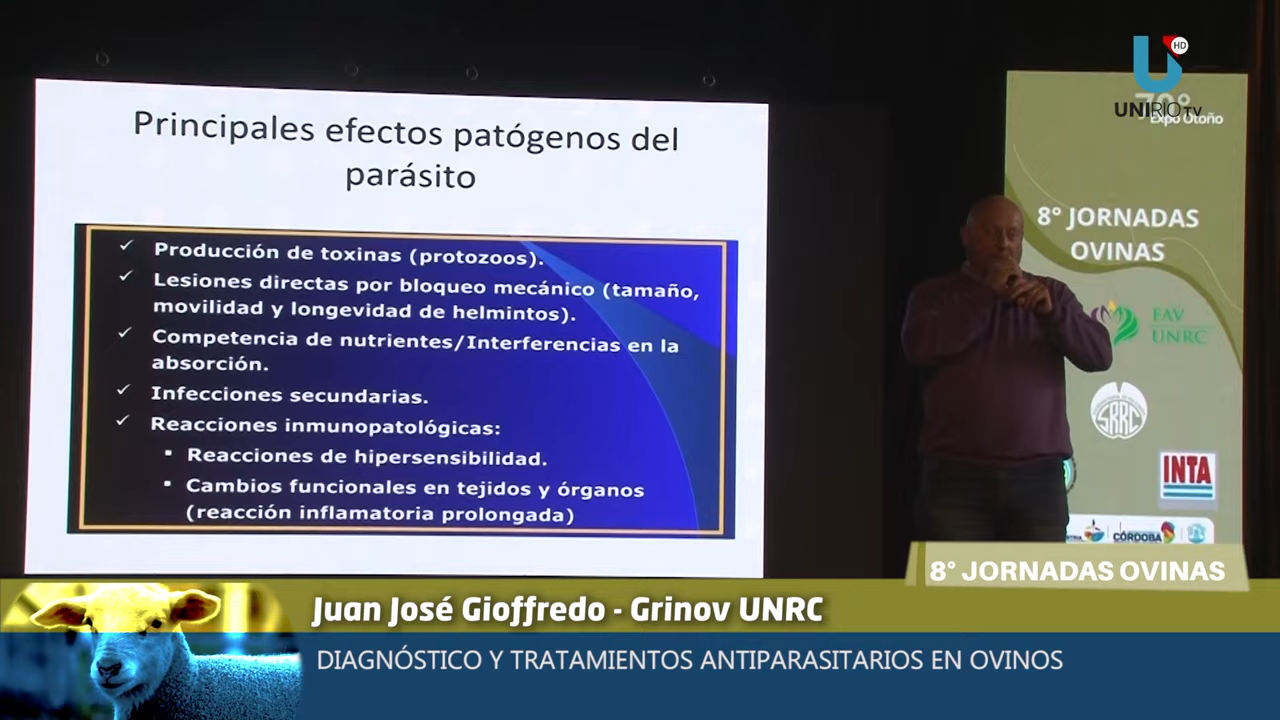 Principales efectos patógenos del
parásito
✓ Producción de toxinas (protozoos).
✓ Lesiones directas por bloqueo mecánico (tamaño,
movilidad y longevidad de helmintos).
✓ Competencia de nutrientes/Interferencias en la
absorción.
✓ Infecciones secundarias.
✓ Reacciones inmunopatológicas:
▪ Reacciones de hipersensibilidad.
▪ Cambios funcionales en tejidos y órganos
(reacción inflamatoria prolongada)
HD
UNIRÍO TV
Expo Otoño
8° JORNADAS
OVINAS
FAV
UNRC
SRRC
INTA
CÓRDOBA
8° JORNADAS OVINAS
Juan José Gioffredo - Grinov UNRC
DIAGNÓSTICO Y TRATAMIENTOS ANTIPARASITARIOS EN OVINOS